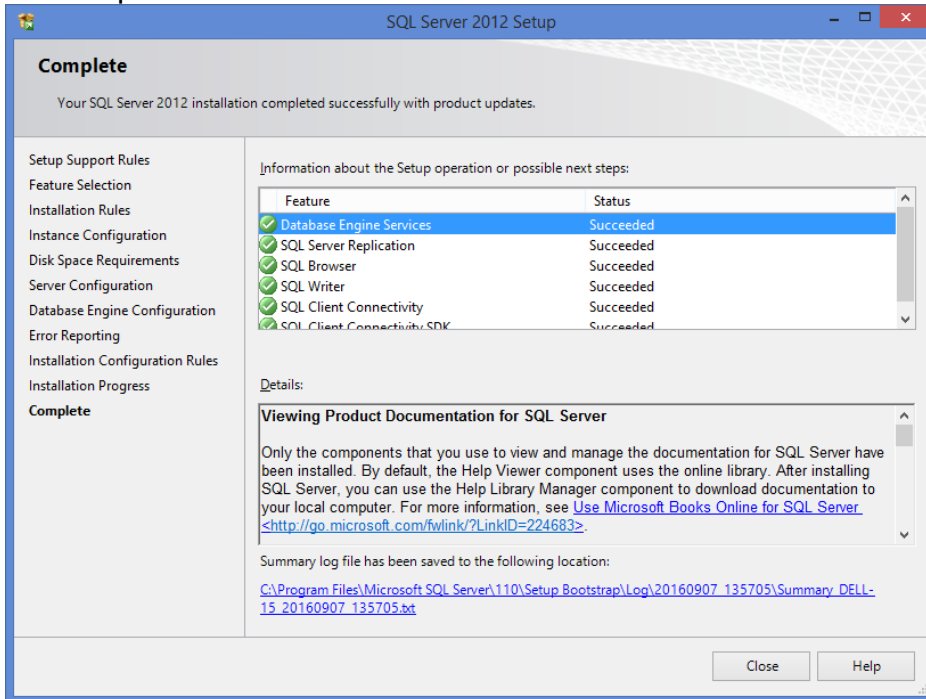 SQL Server 2012 Setup
Complete
Your SQL Server 2012 installation completed successfully with product updates.
Setup Support Rules
Feature Selection
Installation Rules
Instance Configuration
Disk Space Requirements
Server Configuration
Database Engine Configuration
Error Reporting
Installation Configuration Rules
Installation Progress
Complete
Information about the Setup operation or possible next steps:
Feature Status
Database Engine Services Succeeded
SQL Server Replication Succeeded
SQL Browser Succeeded
SQL Writer Succeeded
SQL Client Connectivity Succeeded
SQL Client Connectivity SDK Succeeded
Details:
Viewing Product Documentation for SQL Server
Only the components that you use to view and manage the documentation for SQL Server have
been installed. By default, the Help Viewer component uses the online library. After installing
SQL Server, you can use the Help Library Manager component to download documentation to
your local computer. For more information, see Use Microsoft Books Online for SQL Server
<http://go.microsoft.com/fwlink/?LinkID=224683>.
Summary log file has been saved to the following location:
C:\Program Files\Microsoft SQL Server\110\Setup Bootstrap\Log\20160907_135705\Summary_DELL-
15_20160907_135705.txt
Close Help